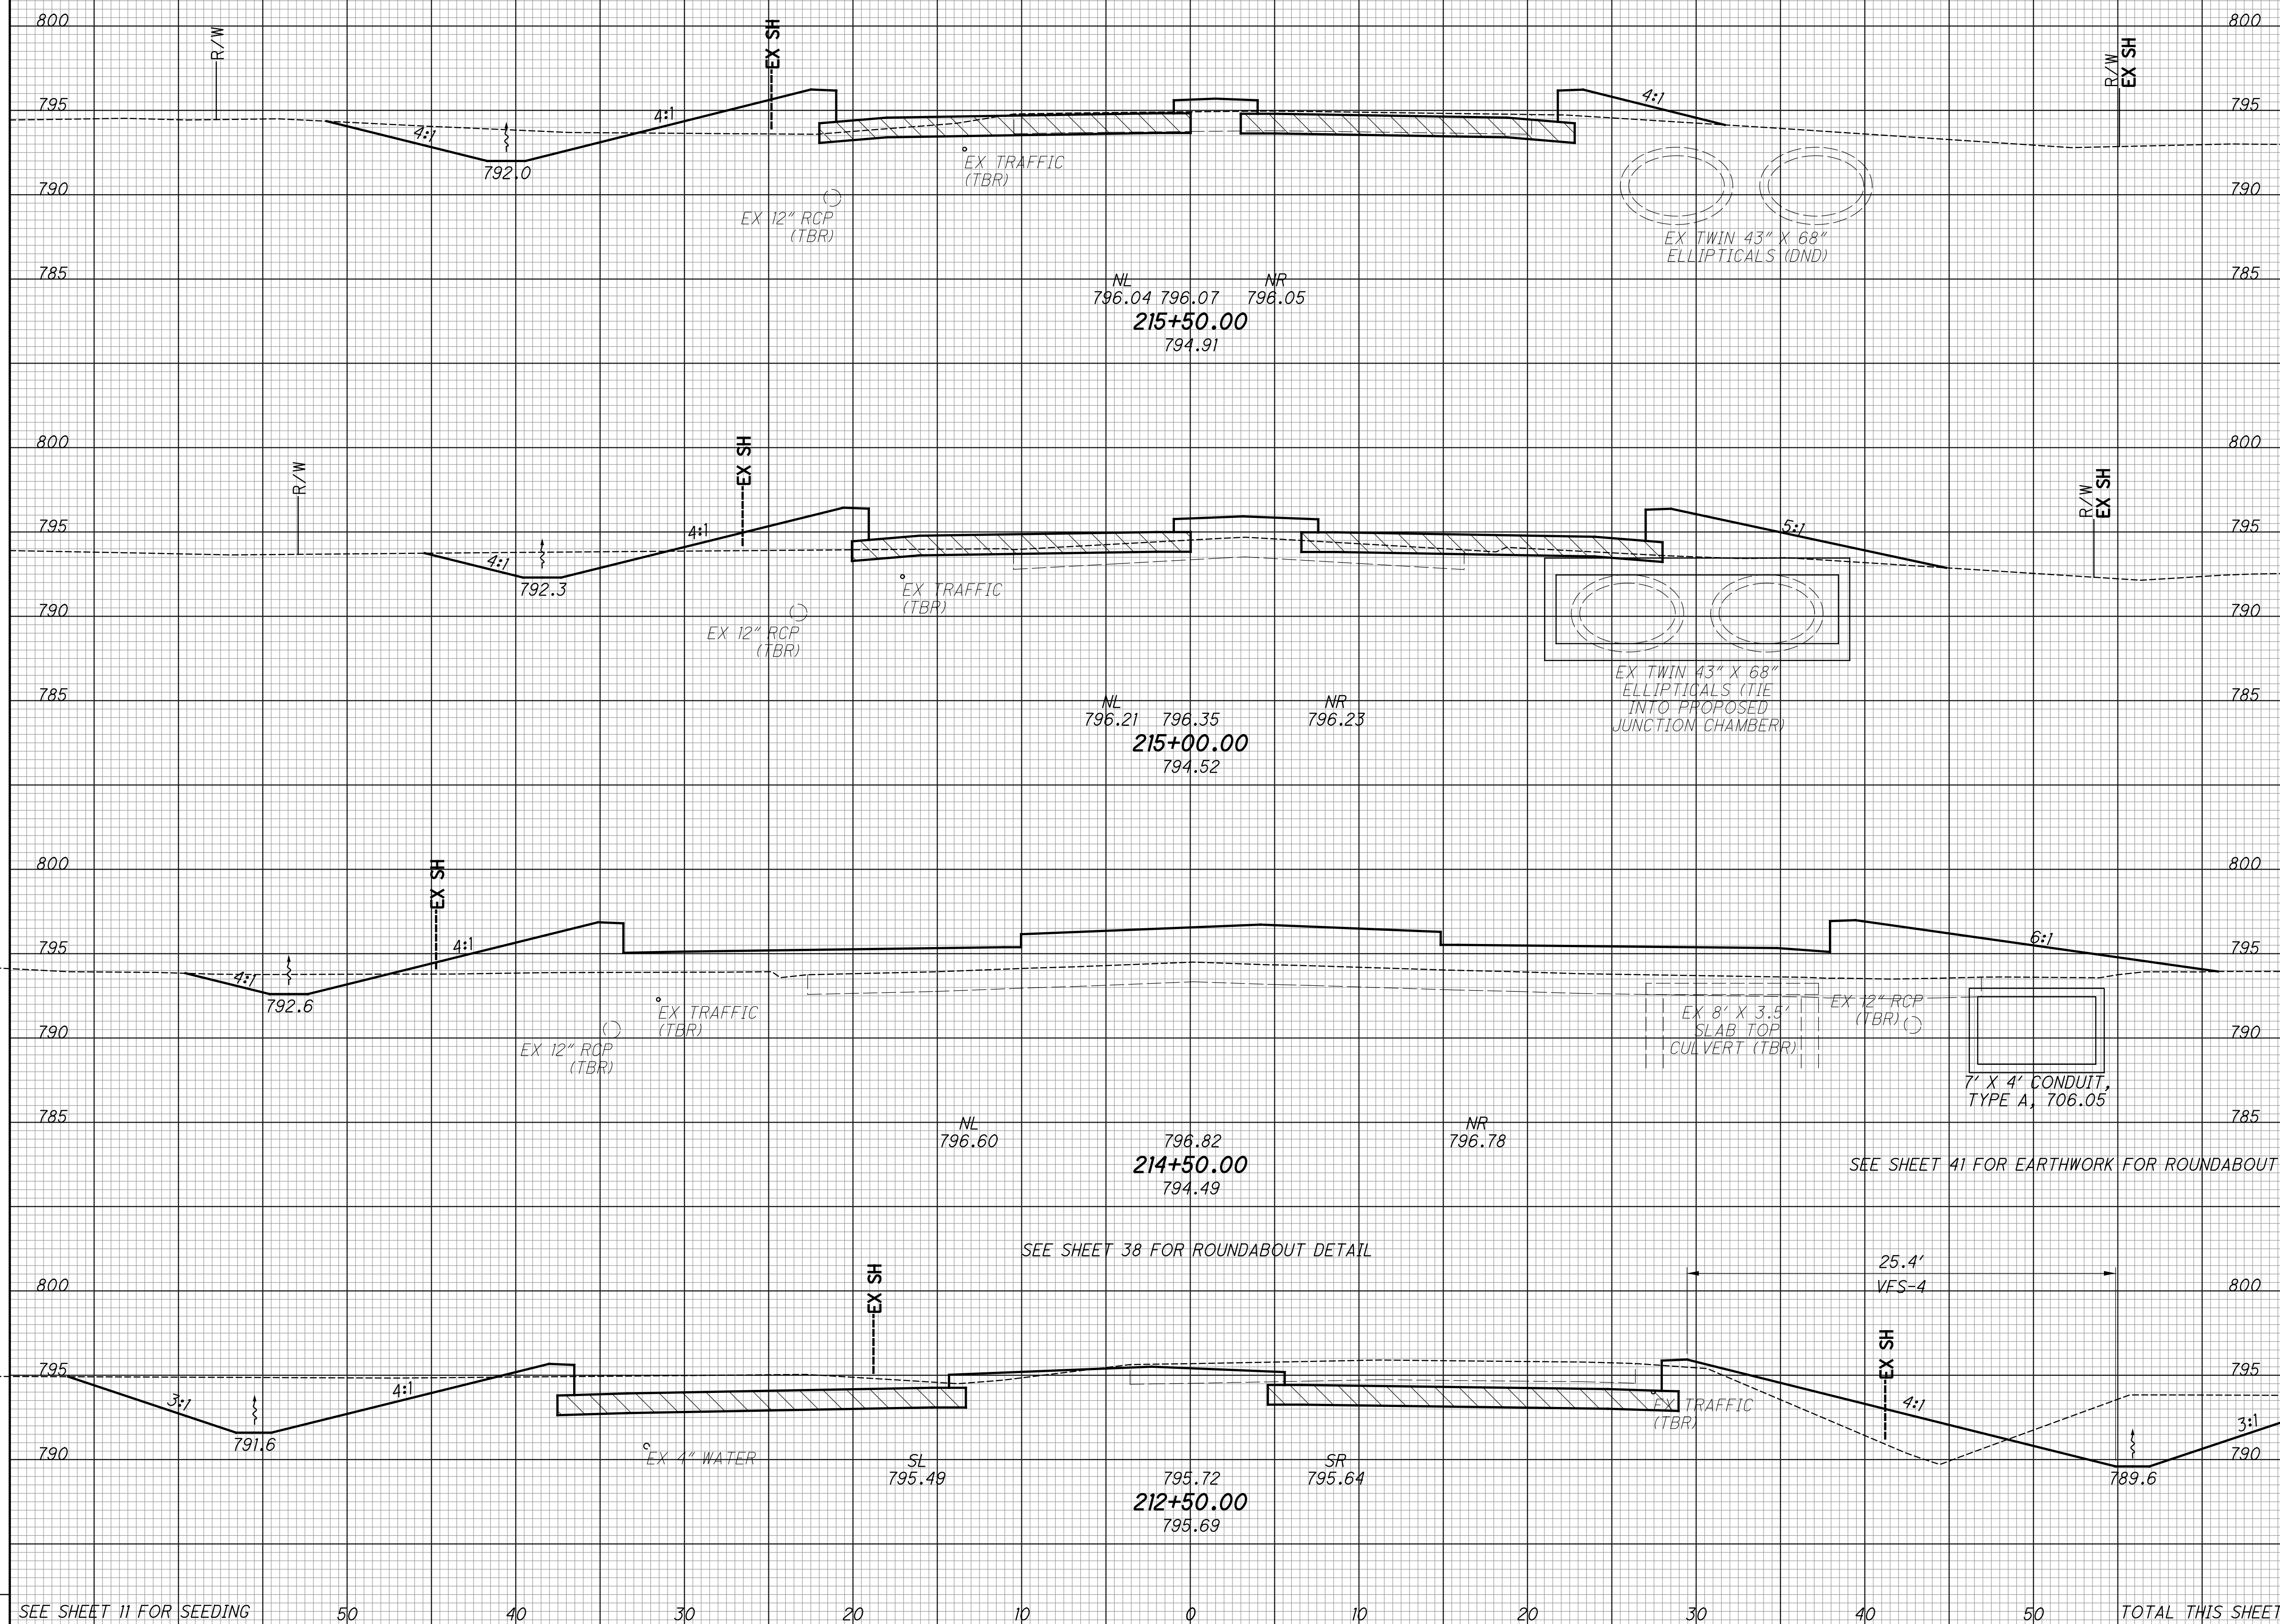 800
800
R/W
EX SH
R/W
EX SH
795
795
4:1
4:1
4:1
792.0
EX TRAFFIC
(TBR)
790
790
EX 12" RCP
(TBR)
EX TWIN 43" X 68"
ELLIPTICALS (DND)
785
785
NL
NR
796.04 796.07 796.05
215+50.00
794.91
800
800
R/W
EX SH
R/W
EX SH
795
795
4:1
4:1
5:1
792.3
EX TRAFFIC
(TBR)
790
790
EX 12" RCP
(TBR)
EX TWIN 43" X 68"
ELLIPTICALS (TIE
INTO PROPOSED
JUNCTION CHAMBER)
785
785
NL
NR
796.21 796.35 796.23
215+00.00
794.52
800
800
EX SH
795
795
4:1
4:1
6:1
792.6
EX TRAFFIC
(TBR)
790
790
EX 12" RCP
(TBR)
EX 8' X 3.5'
SLAB TOP
CULVERT (TBR)
EX 12" RCP
(TBR)
7' X 4' CONDUIT,
TYPE A, 706.05
785
785
NL
NR
796.60 796.82 796.78
214+50.00
794.49
SEE SHEET 41 FOR EARTHWORK FOR ROUNDABOUT
SEE SHEET 38 FOR ROUNDABOUT DETAIL
25.4'
VFS-4
800
800
EX SH
EX SH
795
795
3:1
4:1
4:1
3:1
791.6
EX TRAFFIC
(TBR)
790
790
EX 4" WATER
789.6
SL
SR
795.49 795.72 795.64
212+50.00
795.69
SEE SHEET 11 FOR SEEDING
50 40 30 20 10 0 10 20 30 40 50
TOTAL THIS SHEET